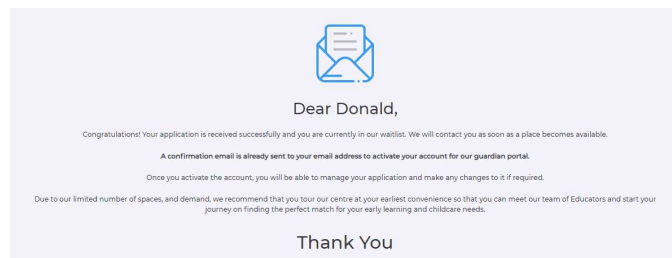 Dear Donald,
Congratulations! Your application is received successfully and you are currently in our waitlist. We will contact you as soon as a place becomes available.
A confirmation email is already sent to your email address to activate your account for our guardian portal.
Once you activate the account, you will be able to manage your application and make any changes to it if required.
Due to our limited number of spaces, and demand, we recommend that you tour our centre at your earliest convenience so that you can meet our team of Educators and start your
journey on finding the perfect match for your early learning and childcare needs.
Thank You